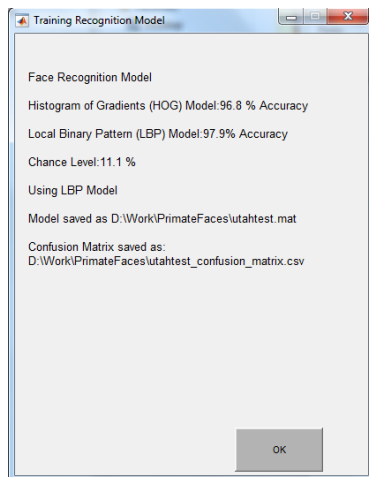 Training Recognition Model
Face Recognition Model
Histogram of Gradients (HOG) Model:96.8 % Accuracy
Local Binary Pattern (LBP) Model:97.9% Accuracy
Chance Level:11.1 %
Using LBP Model
Model saved as D:\Work\PrimateFaces\utahtest.mat
Confusion Matrix saved as:
D:\Work\PrimateFaces\utahtest_confusion_matrix.csv
OK